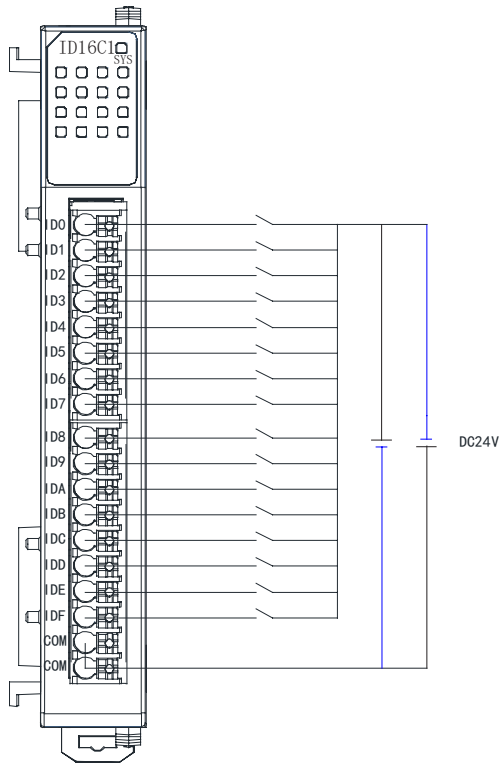 ID16C1
SYS
ID0
ID1
ID2
ID3
ID4
ID5
ID6
ID7
ID8
ID9
IDA
IDB
IDC
IDD
IDE
IDF
COM
COM
DC24V